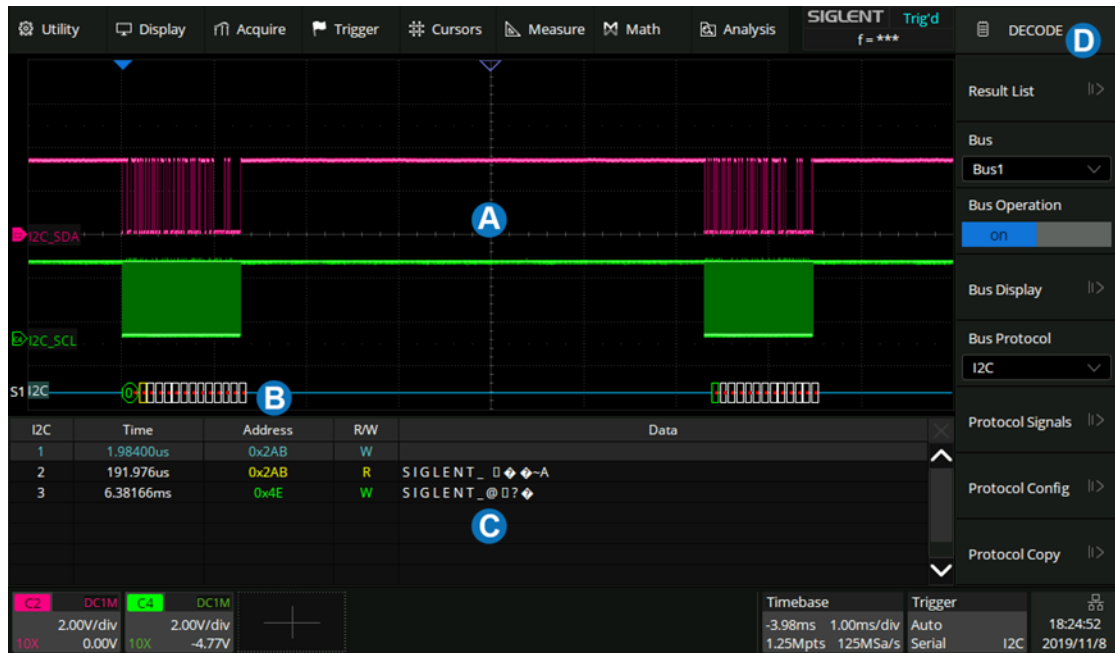 Utility Display Acquire Trigger Cursors Measure Math Analysis SIGLENT Trig'd DECODE D
f = ***
Result List
Bus
Bus1
Bus Operation
on
A
I2C_SDA
Bus Display
Bus Protocol
I2C_SCL
I2C
S1 I2C 0 B
I2C Time Address R/W Data
Protocol Signals
1 1.98400us 0x2AB W
2 191.976us 0x2AB R SIGLENT_ ▯��~A
3 6.38166ms 0x4E W SIGLENT_@▯?�
Protocol Config
C
Protocol Copy
C2 DC1M C4 DC1M Timebase Trigger
2.00V/div 2.00V/div -3.98ms 1.00ms/div Auto 18:24:52
10X 0.00V 10X -4.77V 1.25Mpts 125MSa/s Serial I2C 2019/11/8